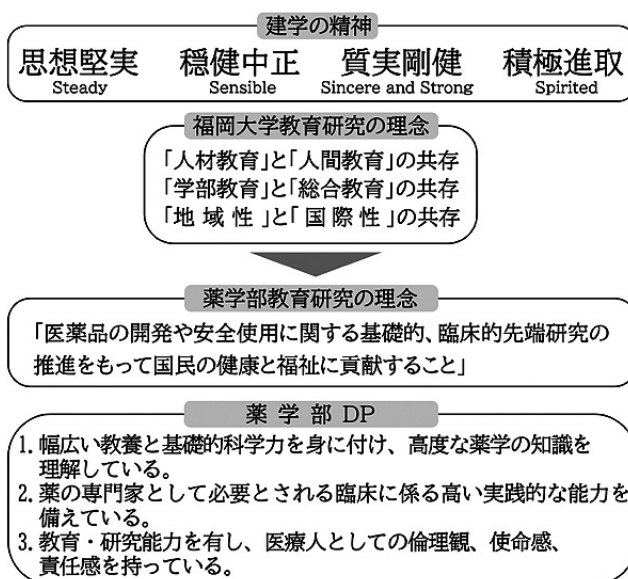 建学の精神
思想堅実 穏健中正 質実剛健 積極進取
Steady Sensible Sincere and Strong Spirited
福岡大学教育研究の理念
「人材教育」と「人間教育」の共存
「学部教育」と「総合教育」の共存
「地 域 性」と「 国 際 性」の共存
薬学部教育研究の理念
「医薬品の開発や安全使用に関する基礎的、臨床的先端研究の
推進をもって国民の健康と福祉に貢献すること」
薬 学 部 DP
1. 幅広い教養と基礎的科学力を身に付け、高度な薬学の知識を
理解している。
2. 薬の専門家として必要とされる臨床に係る高い実践的な能力を
備えている。
3. 教育・研究能力を有し、医療人としての倫理観、使命感、
責任感を持っている。